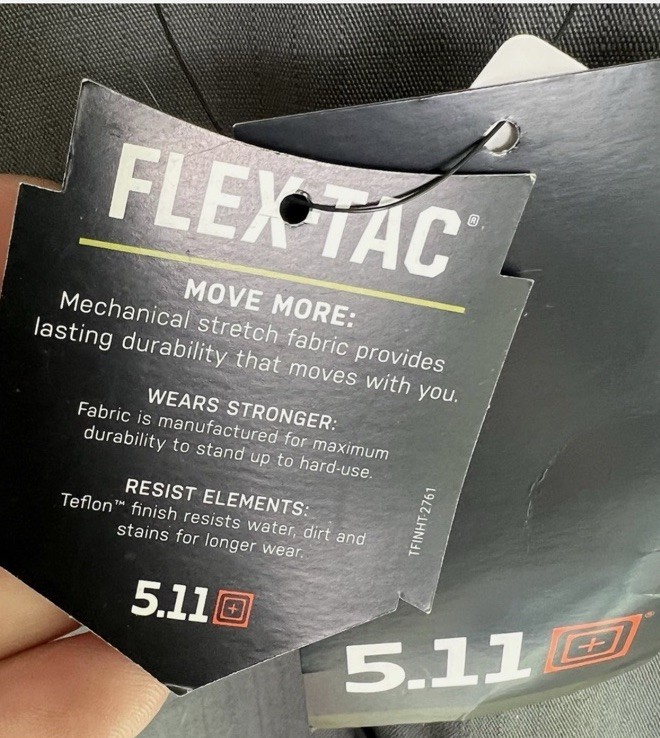 FLEX-TAC®
MOVE MORE:
Mechanical stretch fabric provides
lasting durability that moves with you.
WEARS STRONGER:
Fabric is manufactured for maximum
durability to stand up to hard-use.
RESIST ELEMENTS:
Teflon™ finish resists water, dirt and
stains for longer wear.
TFINHT-2761
5.11
5.11®